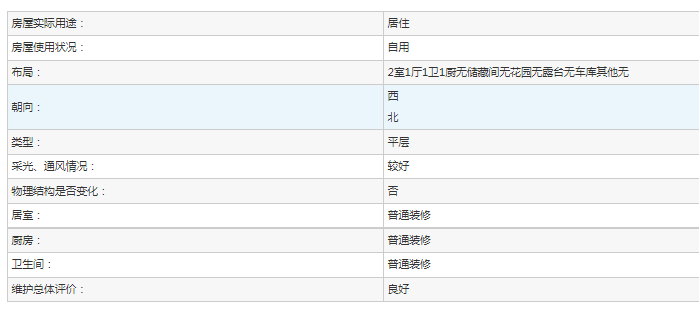 房屋实际用途： 居住
房屋使用状况： 自用
布局： 2室1厅1卫1厨无储藏间无花园无露台无车库其他无
朝向： 西
北
类型： 平层
采光、通风情况： 较好
物理结构是否变化： 否
居室： 普通装修
厨房： 普通装修
卫生间： 普通装修
维护总体评价： 良好